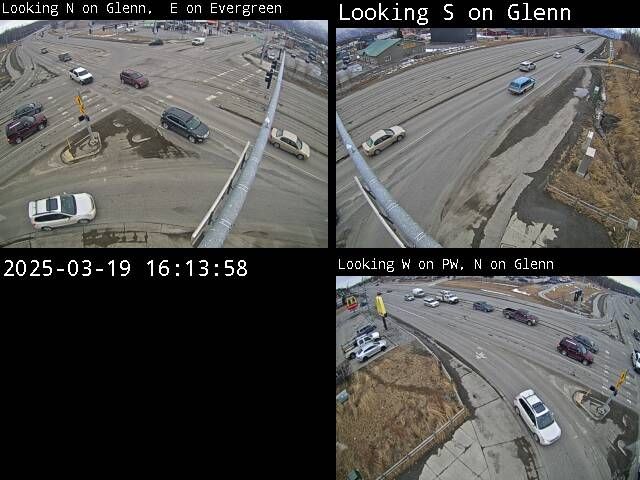 Looking N on Glenn,  E on Evergreen
Looking S on Glenn
2025-03-19 16:13:58
Looking W on PW, N on Glenn